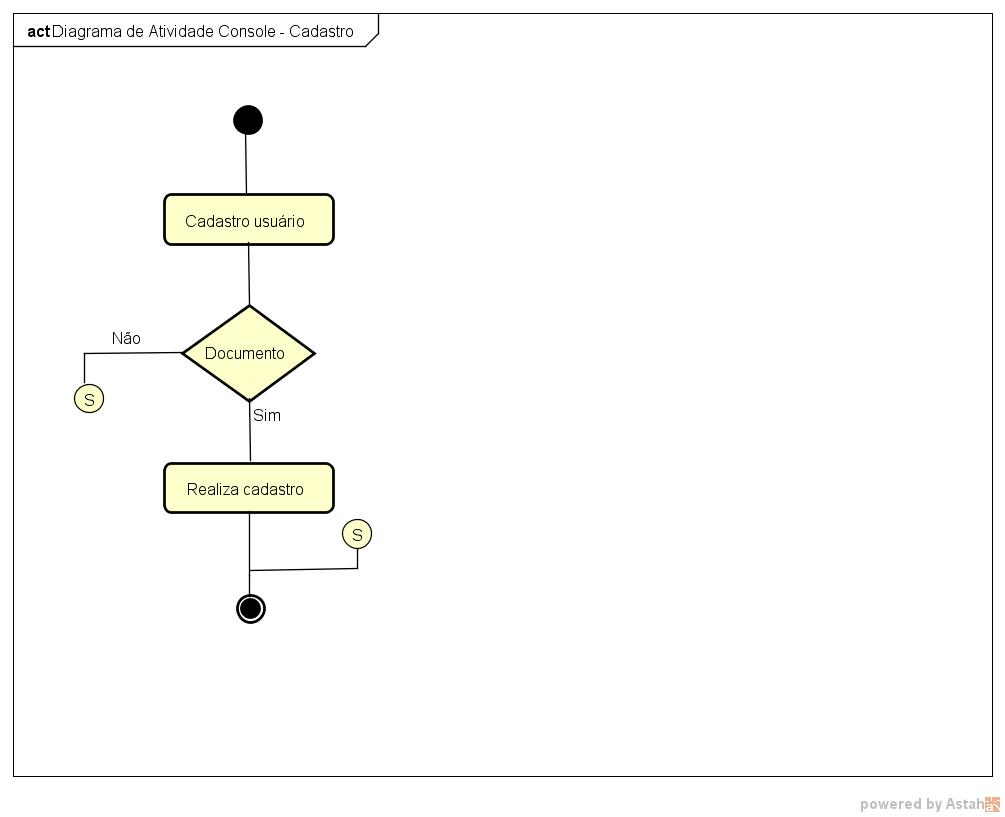 act Diagrama de Atividade Console - Cadastro
Cadastro usuário
Documento
Não
S
Sim
Realiza cadastro
S
powered by Astah